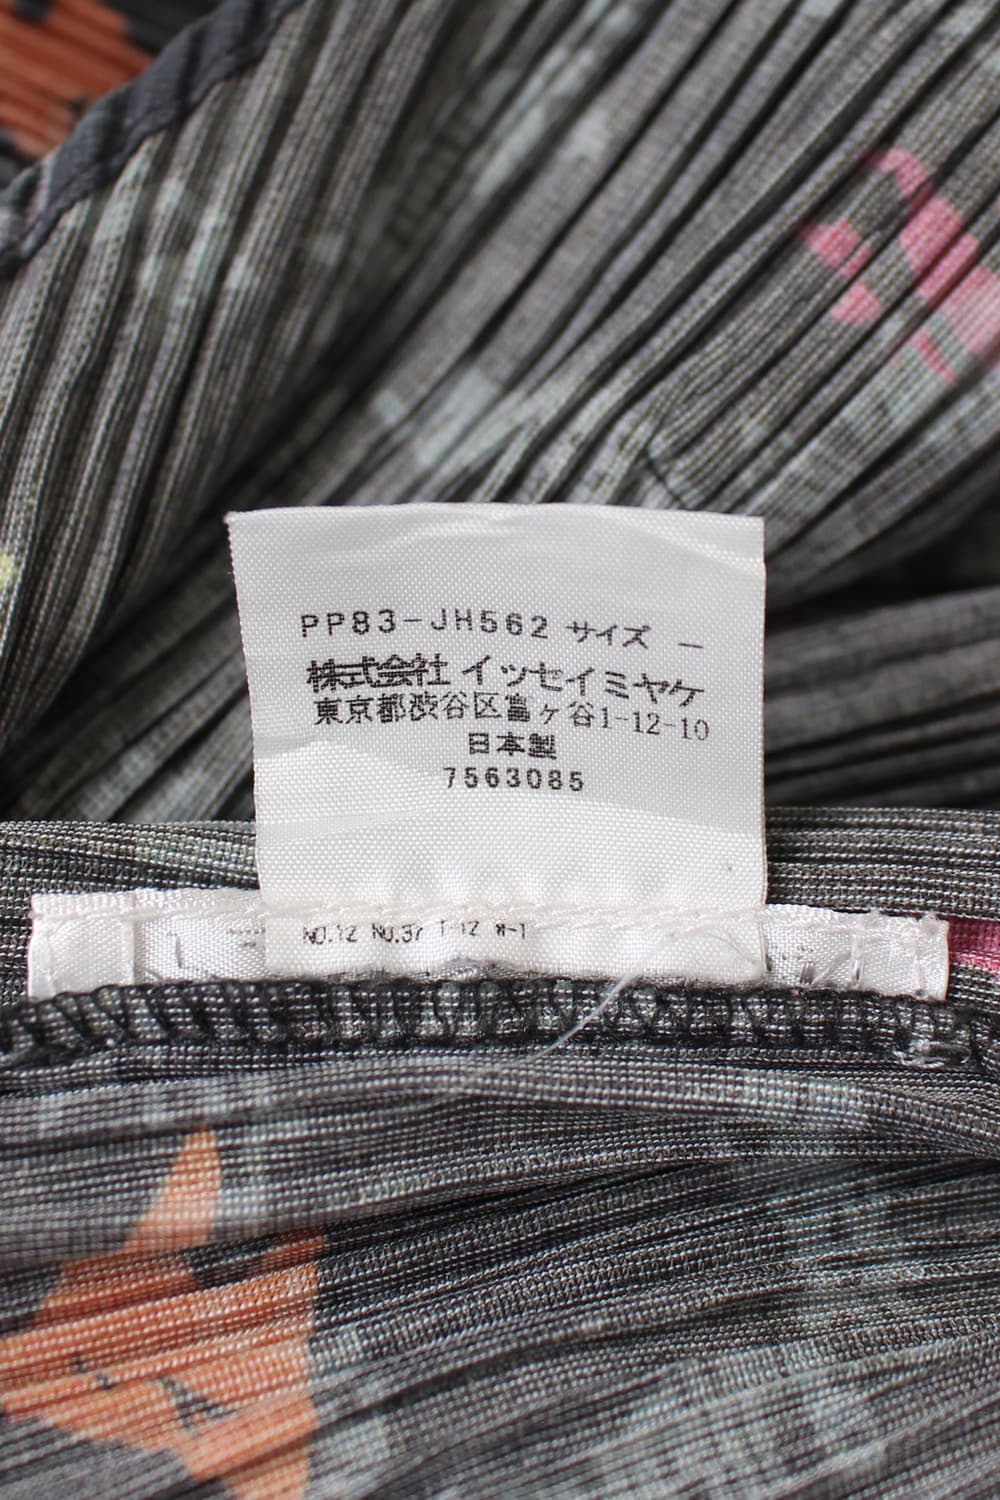 PP83-JH562 サイズ —
株式会社 イッセイミヤケ
東京都渋谷区富ヶ谷1-12-10
日本製
7563085
NO.12 NO.37 T-12 #-1